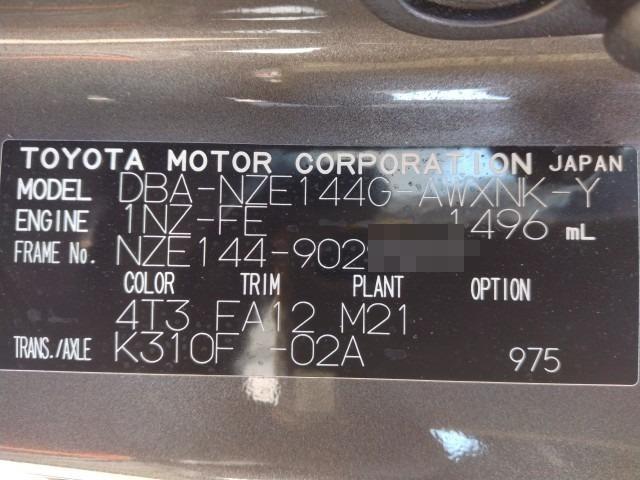 TOYOTA MOTOR CORPORATION JAPAN
MODEL DBA-NZE144G-AWXNK-Y
ENGINE 1NZ-FE 1496 mL
FRAME No. NZE144-902
COLOR TRIM PLANT OPTION
4T3 FA12 M21
TRANS./AXLE K310F -02A 975